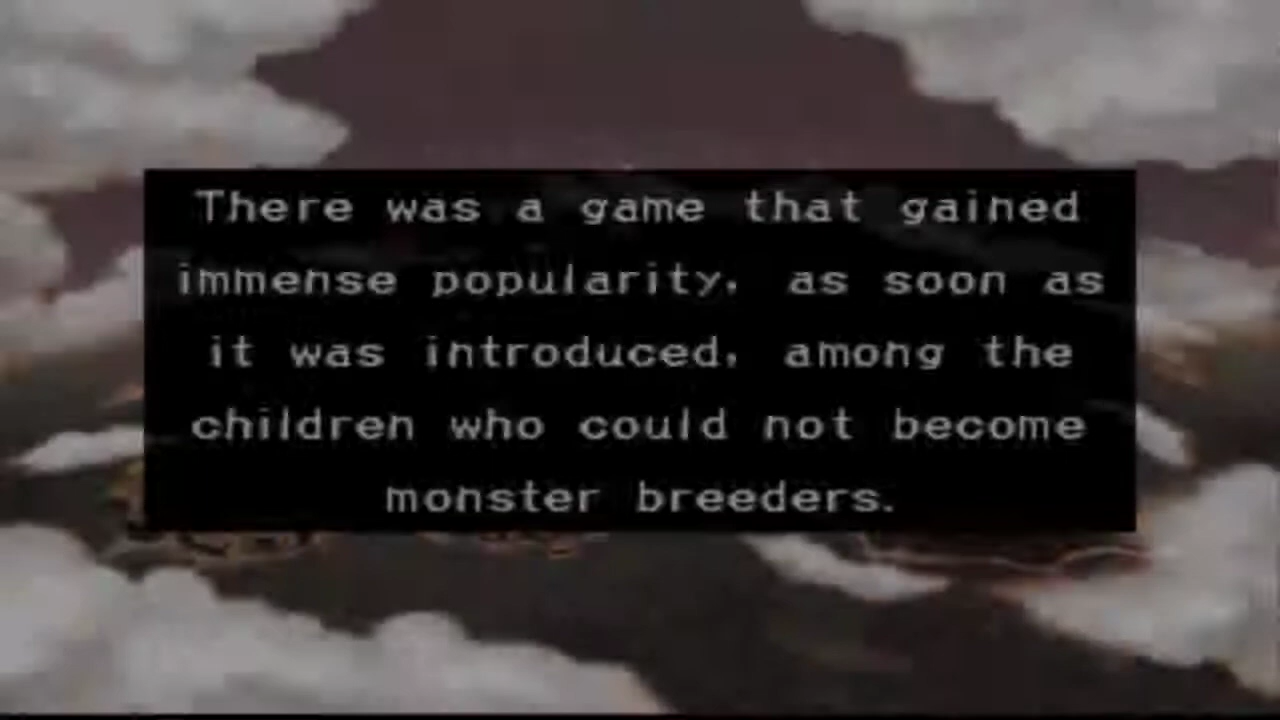 There was a game that gained
immense popularity, as soon as
it was introduced, among the
children who could not become
monster breeders.